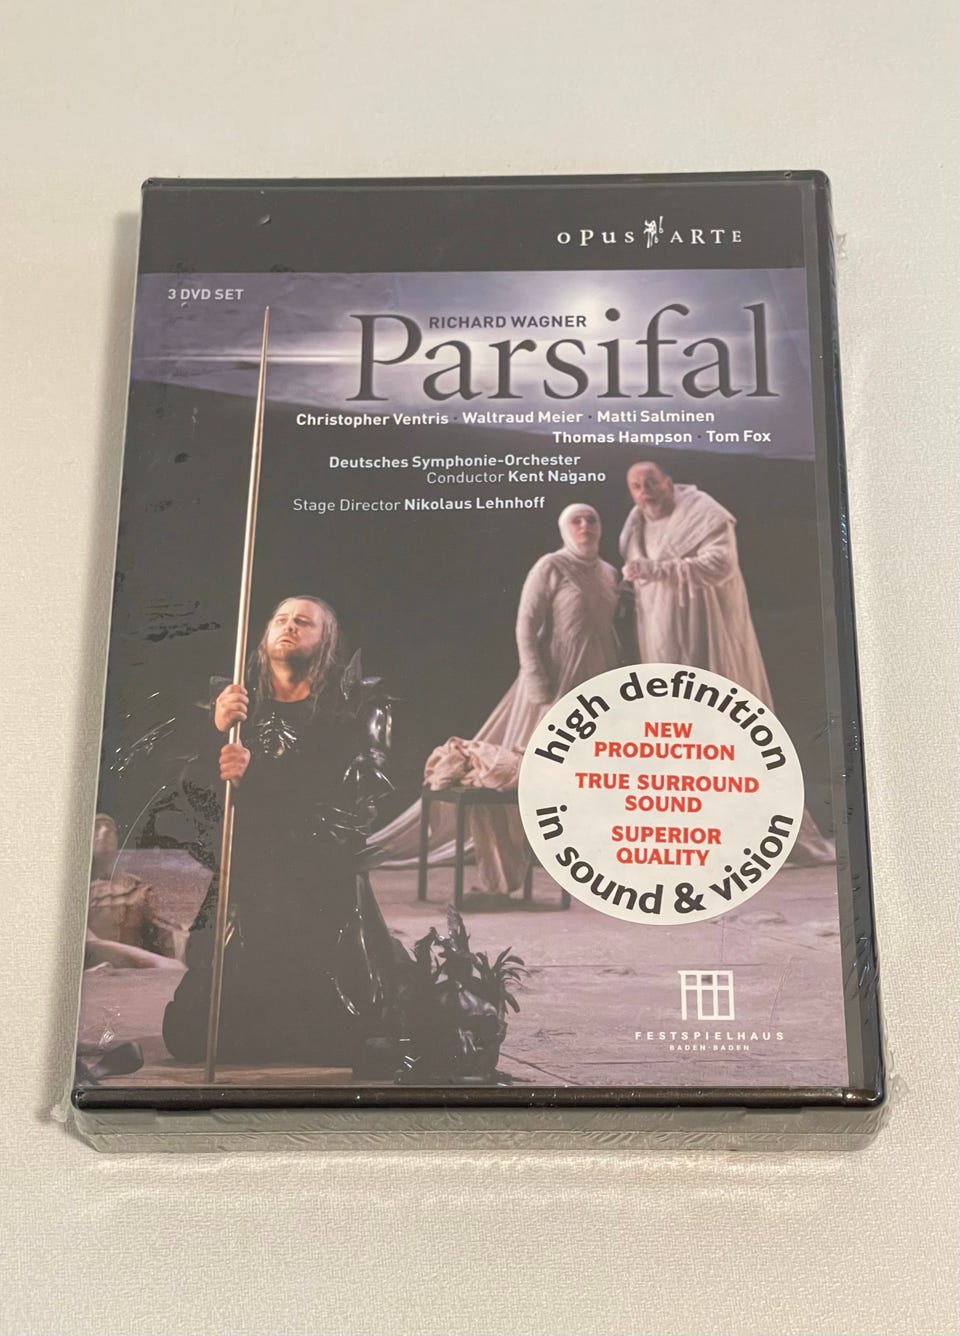 OPUS ARTE
3 DVD SET
RICHARD WAGNER
Parsifal
Christopher Ventris · Waltraud Meier · Matti Salminen
Thomas Hampson · Tom Fox
Deutsches Symphonie-Orchester
Conductor Kent Nagano
Stage Director Nikolaus Lehnhoff
high definition
NEW
PRODUCTION
TRUE SURROUND
SOUND
SUPERIOR
QUALITY
in sound & vision
FESTSPIELHAUS
BADEN-BADEN